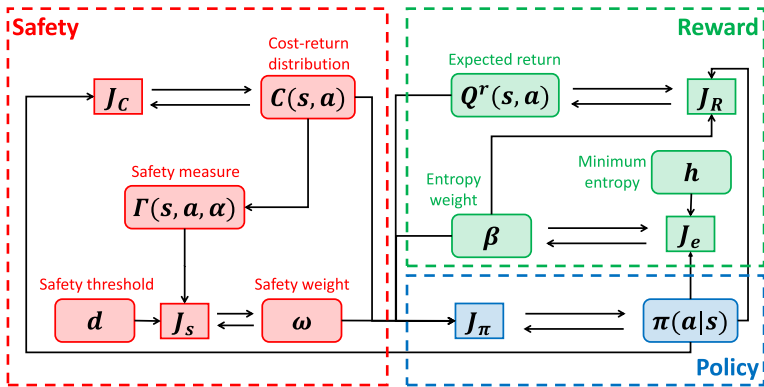 Safety
Reward
Cost-return
distribution
Expected return
J_C
C(s, a)
Q^r(s, a)
J_R
Safety measure
Γ(s, a, α)
Entropy
weight
Minimum
entropy
h
β
J_e
Safety threshold
Safety weight
d
J_s
ω
J_π
π(a|s)
Policy